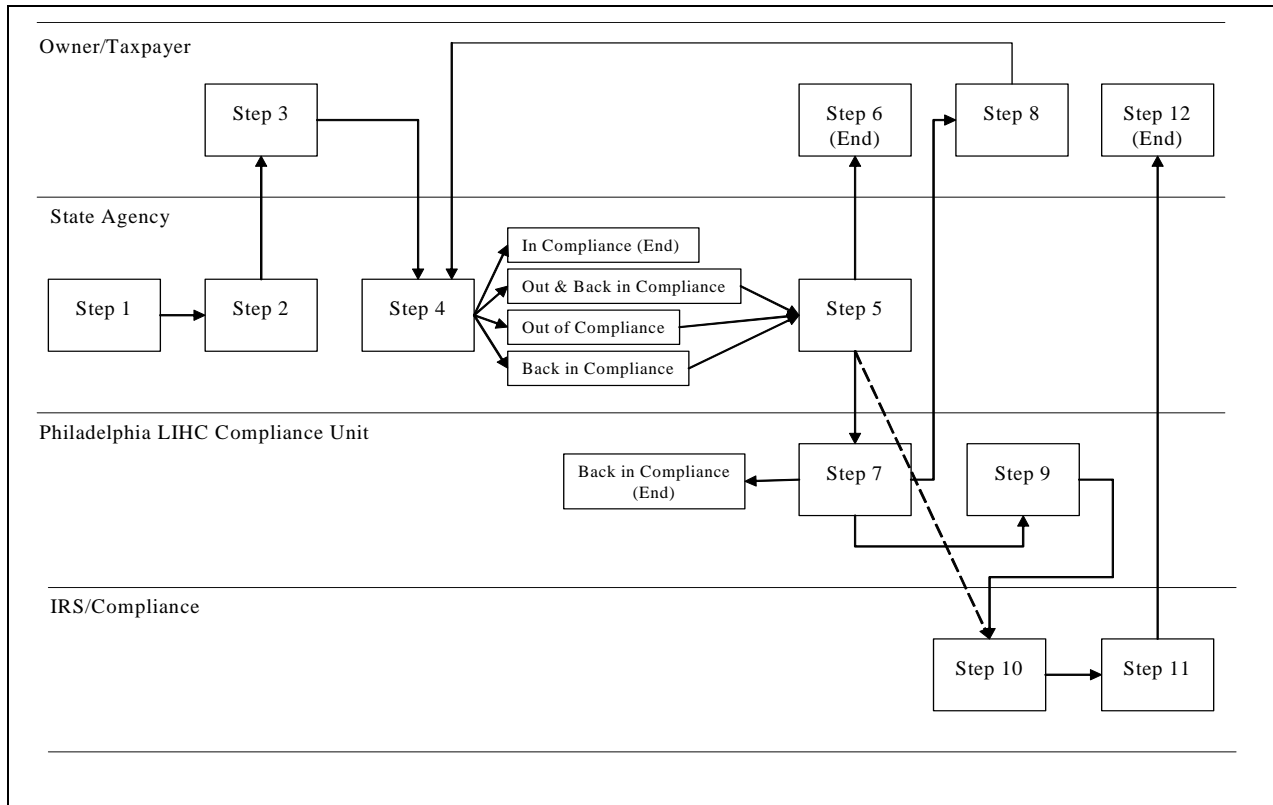 Owner/Taxpayer
Step 3
Step 6
(End)
Step 8
Step 12
(End)
State Agency
In Compliance (End)
Step 1
Step 2
Step 4
Out & Back in Compliance
Out of Compliance
Back in Compliance
Step 5
Philadelphia LIHC Compliance Unit
Back in Compliance
(End)
Step 7
Step 9
IRS/Compliance
Step 10
Step 11